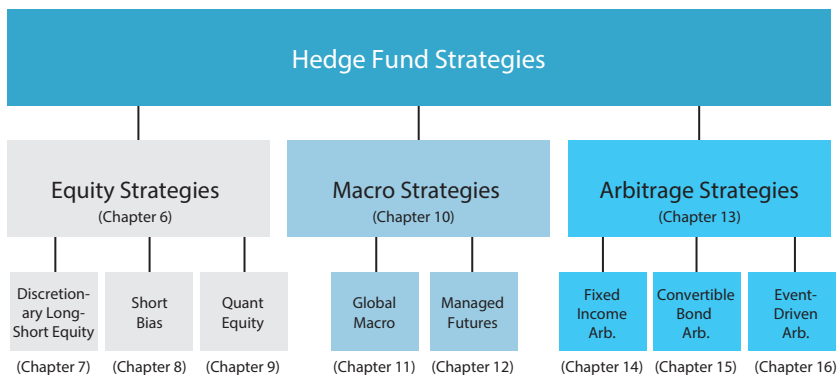 Hedge Fund Strategies
Equity Strategies
(Chapter 6)
Macro Strategies
(Chapter 10)
Arbitrage Strategies
(Chapter 13)
Discretion-
ary Long-
Short Equity
(Chapter 7)
Short
Bias
(Chapter 8)
Quant
Equity
(Chapter 9)
Global
Macro
(Chapter 11)
Managed
Futures
(Chapter 12)
Fixed
Income
Arb.
(Chapter 14)
Convertible
Bond
Arb.
(Chapter 15)
Event-
Driven
Arb.
(Chapter 16)